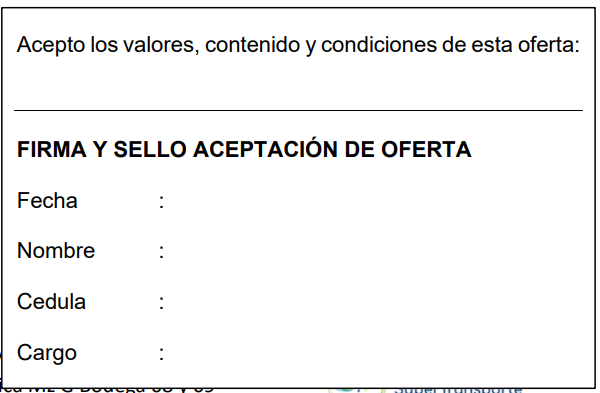 Acepto los valores, contenido y condiciones de esta oferta:
FIRMA Y SELLO ACEPTACIÓN DE OFERTA
Fecha :
Nombre :
Cedula :
Cargo :